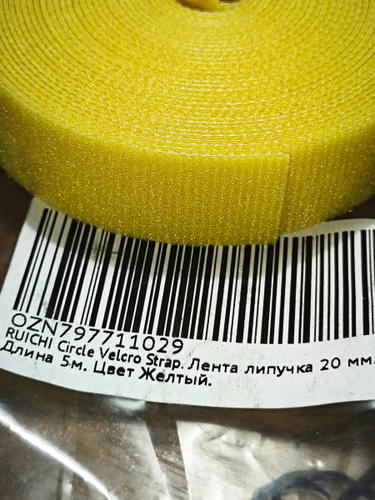 OZN797711029
RUICHI Circle Velcro Strap. Лента липучка 20 мм.
Длина 5м. Цвет Желтый.